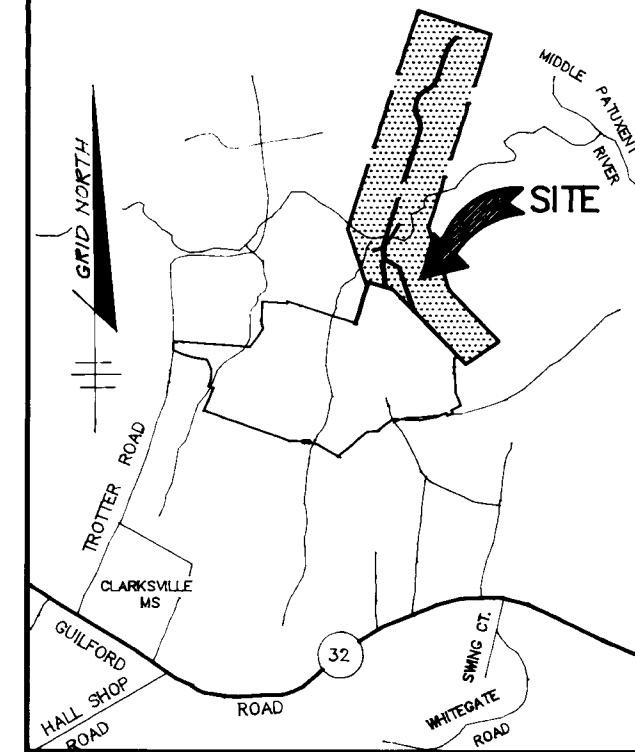 MIDDLE PATUXENT
RIVER
SITE
GRID NORTH
TROTTER ROAD
CLARKSVILLE
MS
GUILFORD
ROAD
32
SWING CT.
HALL SHOP
ROAD
WHITEGATE
ROAD